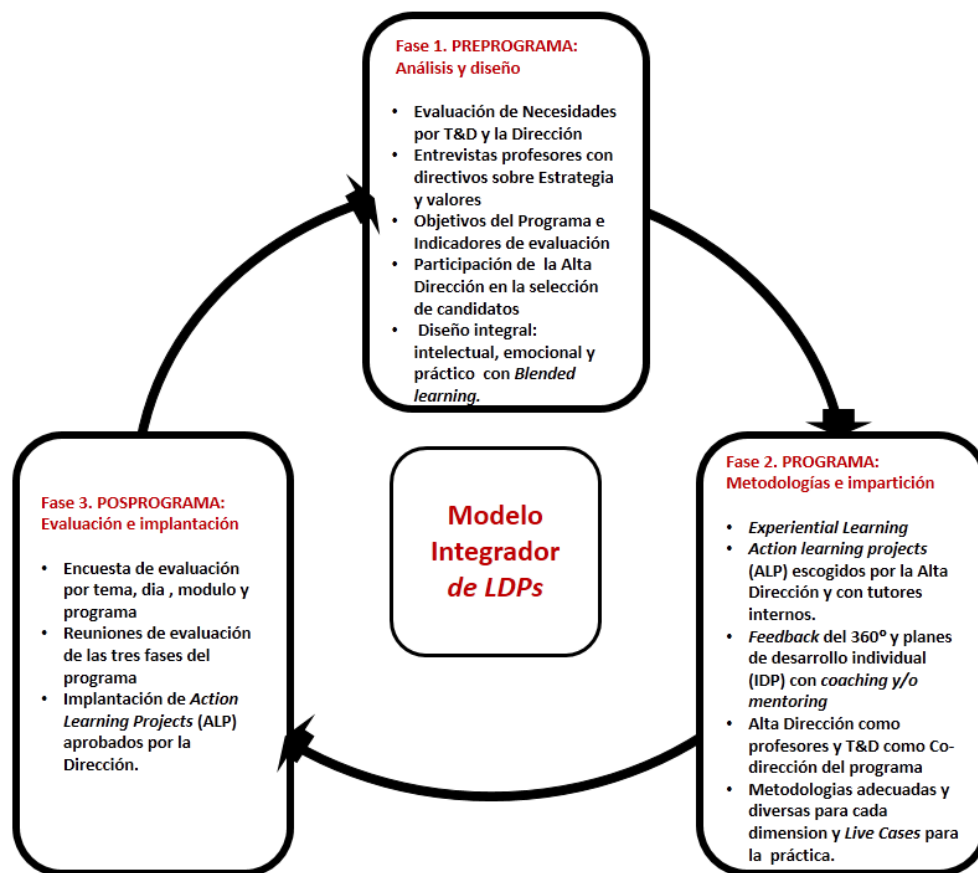 Fase 1. PREPROGRAMA:
Análisis y diseño
• Evaluación de Necesidades
por T&D y la Dirección
• Entrevistas profesores con
directivos sobre Estrategia
y valores
• Objetivos del Programa e
Indicadores de evaluación
• Participación de la Alta
Dirección en la selección
de candidatos
• Diseño integral:
intelectual, emocional y
práctico con Blended
learning.
Fase 2. PROGRAMA:
Metodologías e impartición
• Experiential Learning
• Action learning projects
(ALP) escogidos por la Alta
Dirección y con tutores
internos.
• Feedback del 360º y planes
de desarrollo individual
(IDP) con coaching y/o
mentoring
• Alta Dirección como
profesores y T&D como Co-
dirección del programa
• Metodologias adecuadas y
diversas para cada
dimension y Live Cases para
la práctica.
Fase 3. POSPROGRAMA:
Evaluación e implantación
• Encuesta de evaluación
por tema, dia , modulo y
programa
• Reuniones de evaluación
de las tres fases del
programa
• Implantación de Action
Learning Projects (ALP)
aprobados por la
Dirección.
Modelo
Integrador
de LDPs